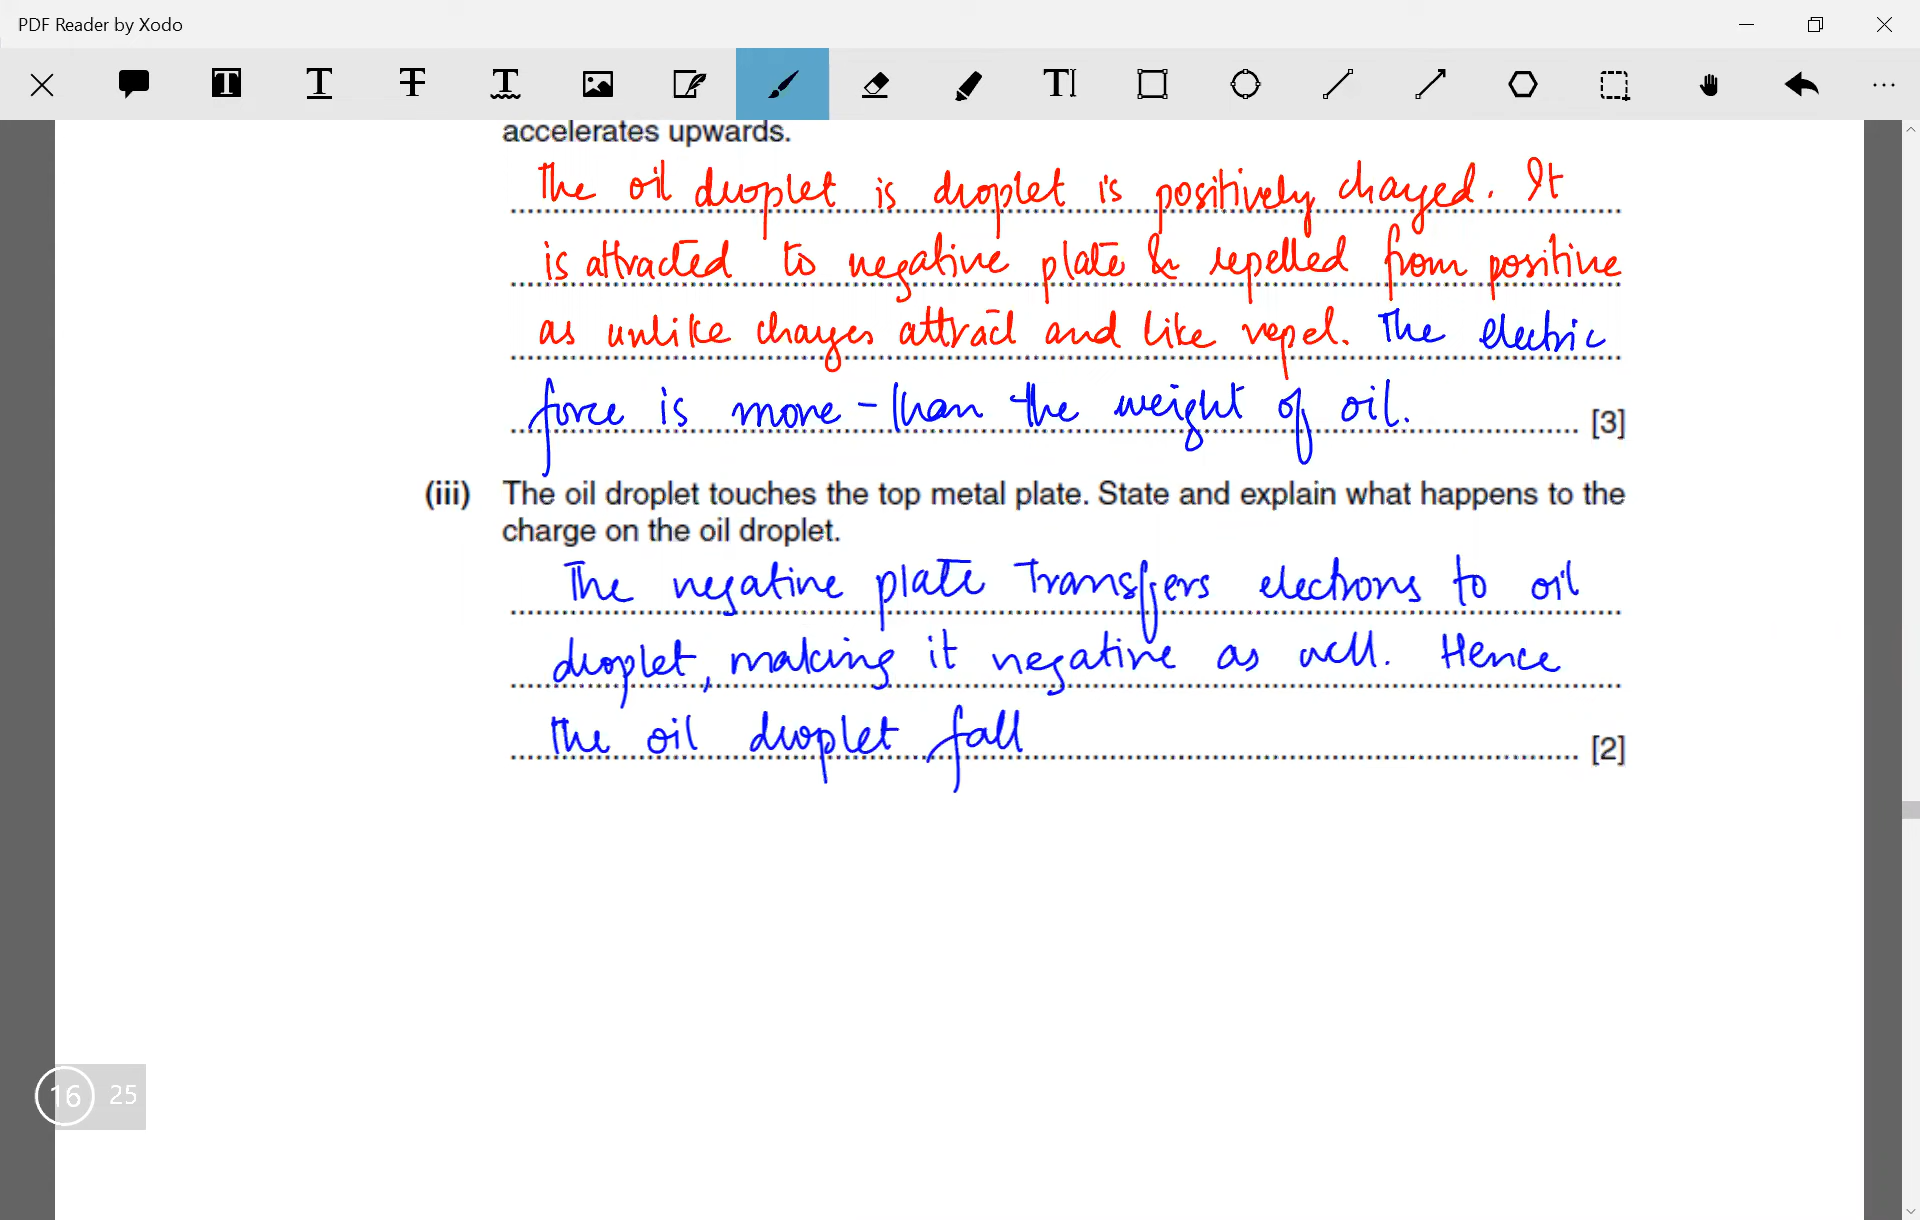 PDF Reader by Xodo
accelerates upwards.
The oil droplet is droplet is positively charged. It
is attracted to negative plate & repelled from positive
as unlike charges attract and like repel. The electric
force is more than the weight of oil.
[3]
(iii) The oil droplet touches the top metal plate. State and explain what happens to the
charge on the oil droplet.
The negative plate Transfers electrons to oil
droplet, making it negative as well. Hence
the oil droplet fall
[2]
16 25